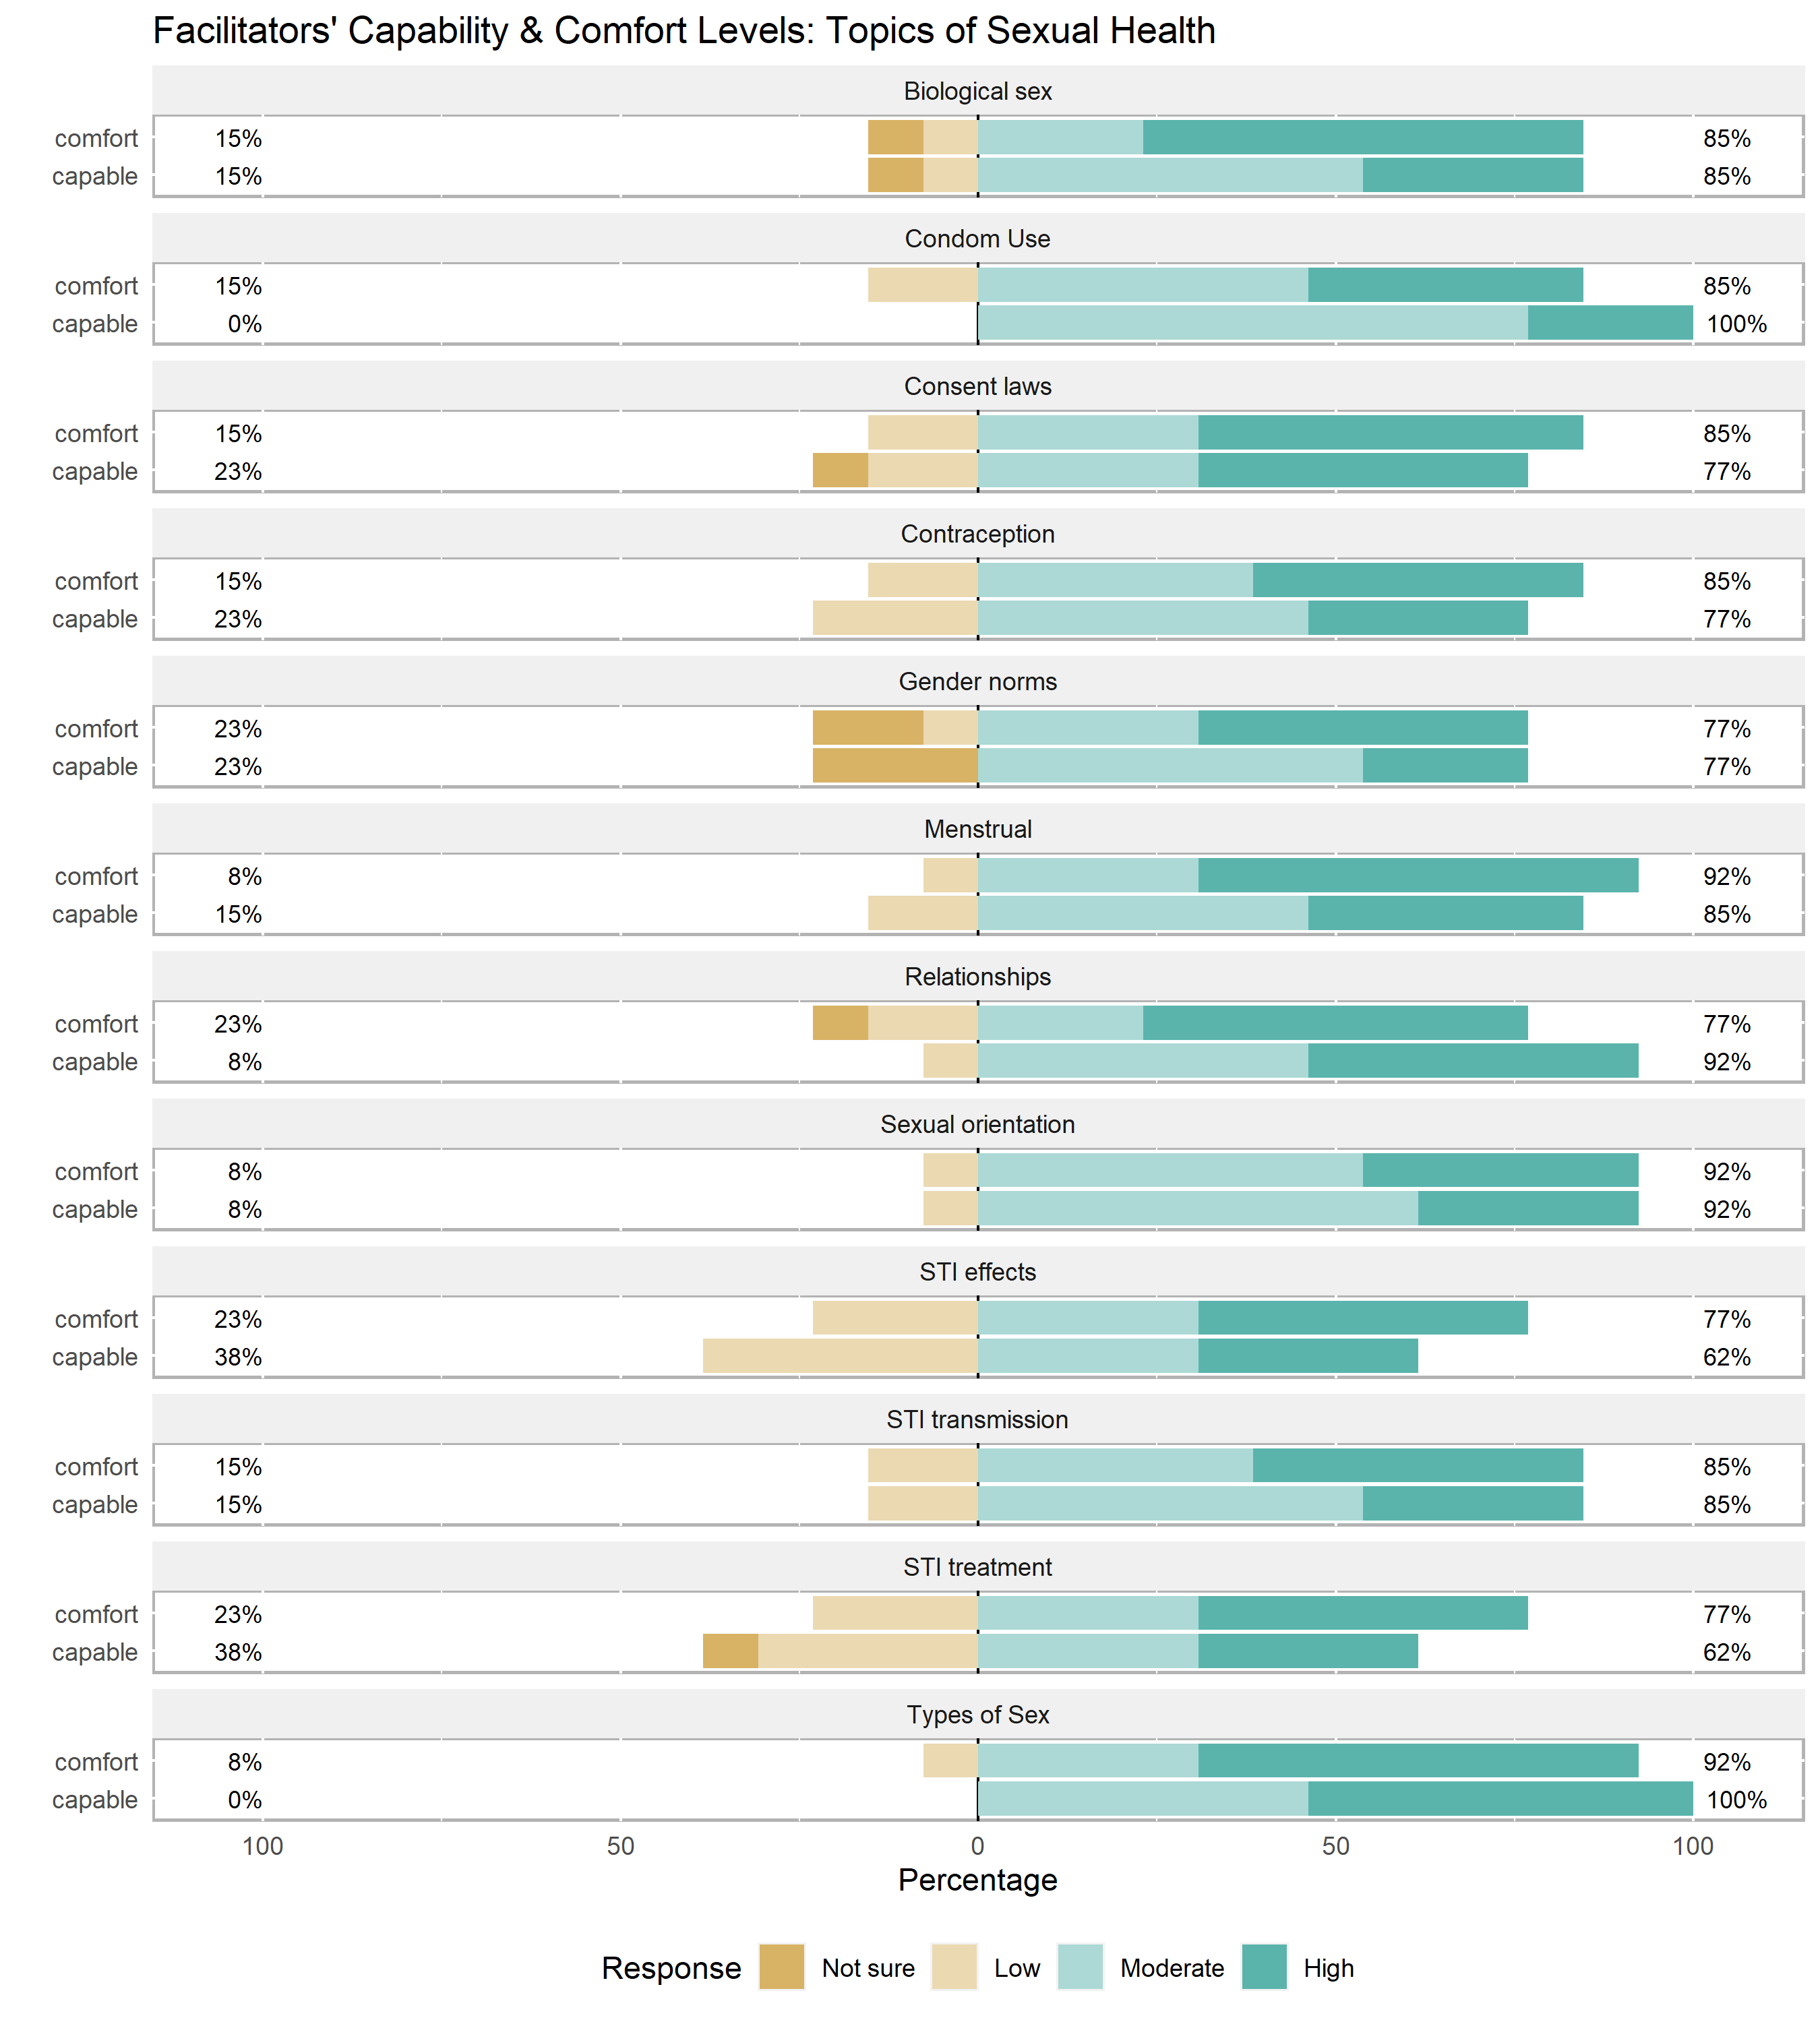 Facilitators' Capability & Comfort Levels: Topics of Sexual Health
Biological sex
comfort 15% 85%
capable 15% 85%
Condom Use
comfort 15% 85%
capable 0% 100%
Consent laws
comfort 15% 85%
capable 23% 77%
Contraception
comfort 15% 85%
capable 23% 77%
Gender norms
comfort 23% 77%
capable 23% 77%
Menstrual
comfort 8% 92%
capable 15% 85%
Relationships
comfort 23% 77%
capable 8% 92%
Sexual orientation
comfort 8% 92%
capable 8% 92%
STI effects
comfort 23% 77%
capable 38% 62%
STI transmission
comfort 15% 85%
capable 15% 85%
STI treatment
comfort 23% 77%
capable 38% 62%
Types of Sex
comfort 8% 92%
capable 0% 100%
100 50 0 50 100
Percentage
Response Not sure Low Moderate High